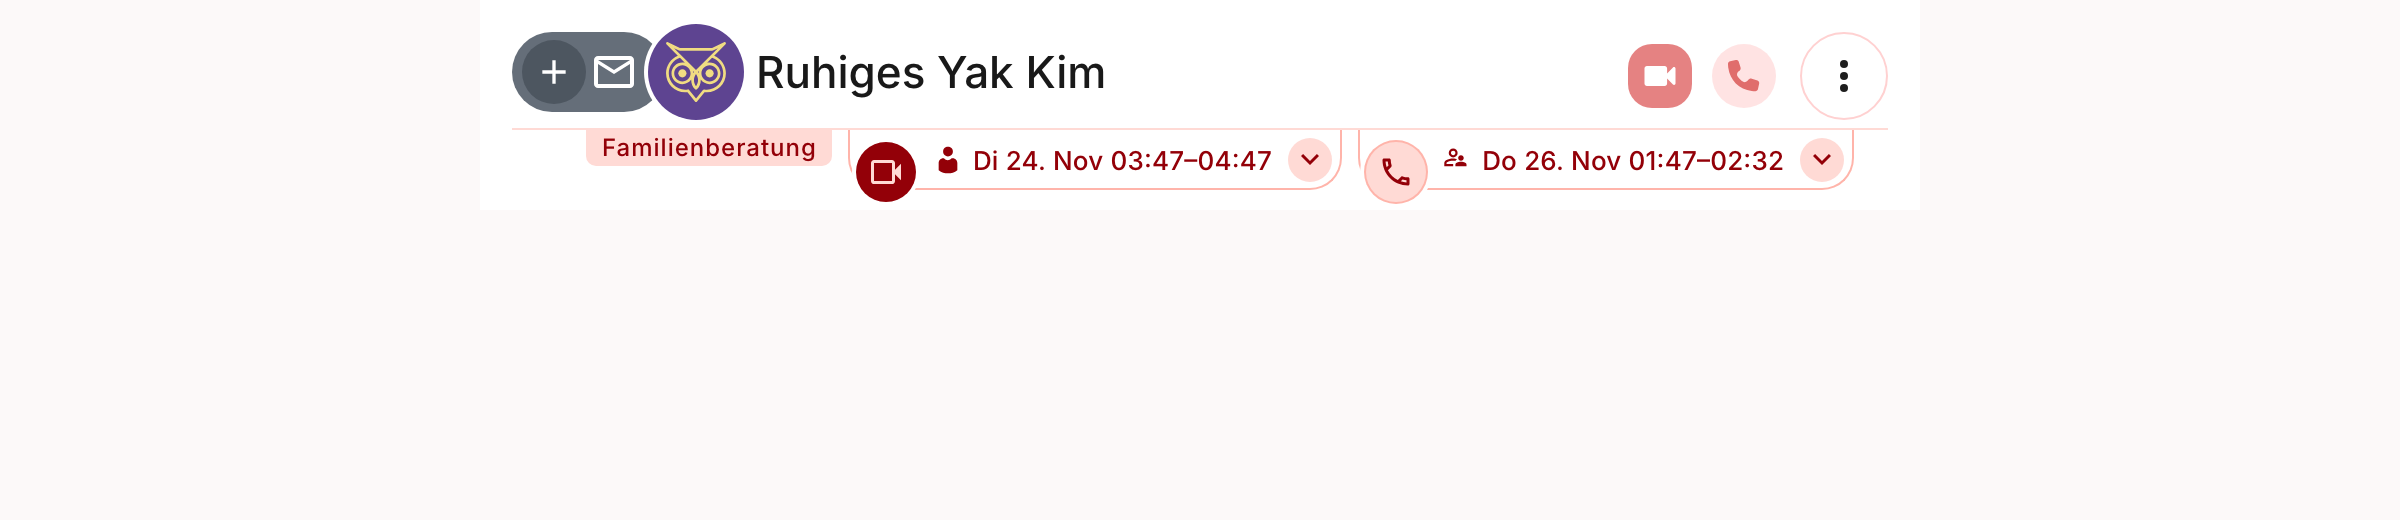 Ruhiges Yak Kim
Familienberatung
Di 24. Nov 03:47–04:47
Do 26. Nov 01:47–02:32